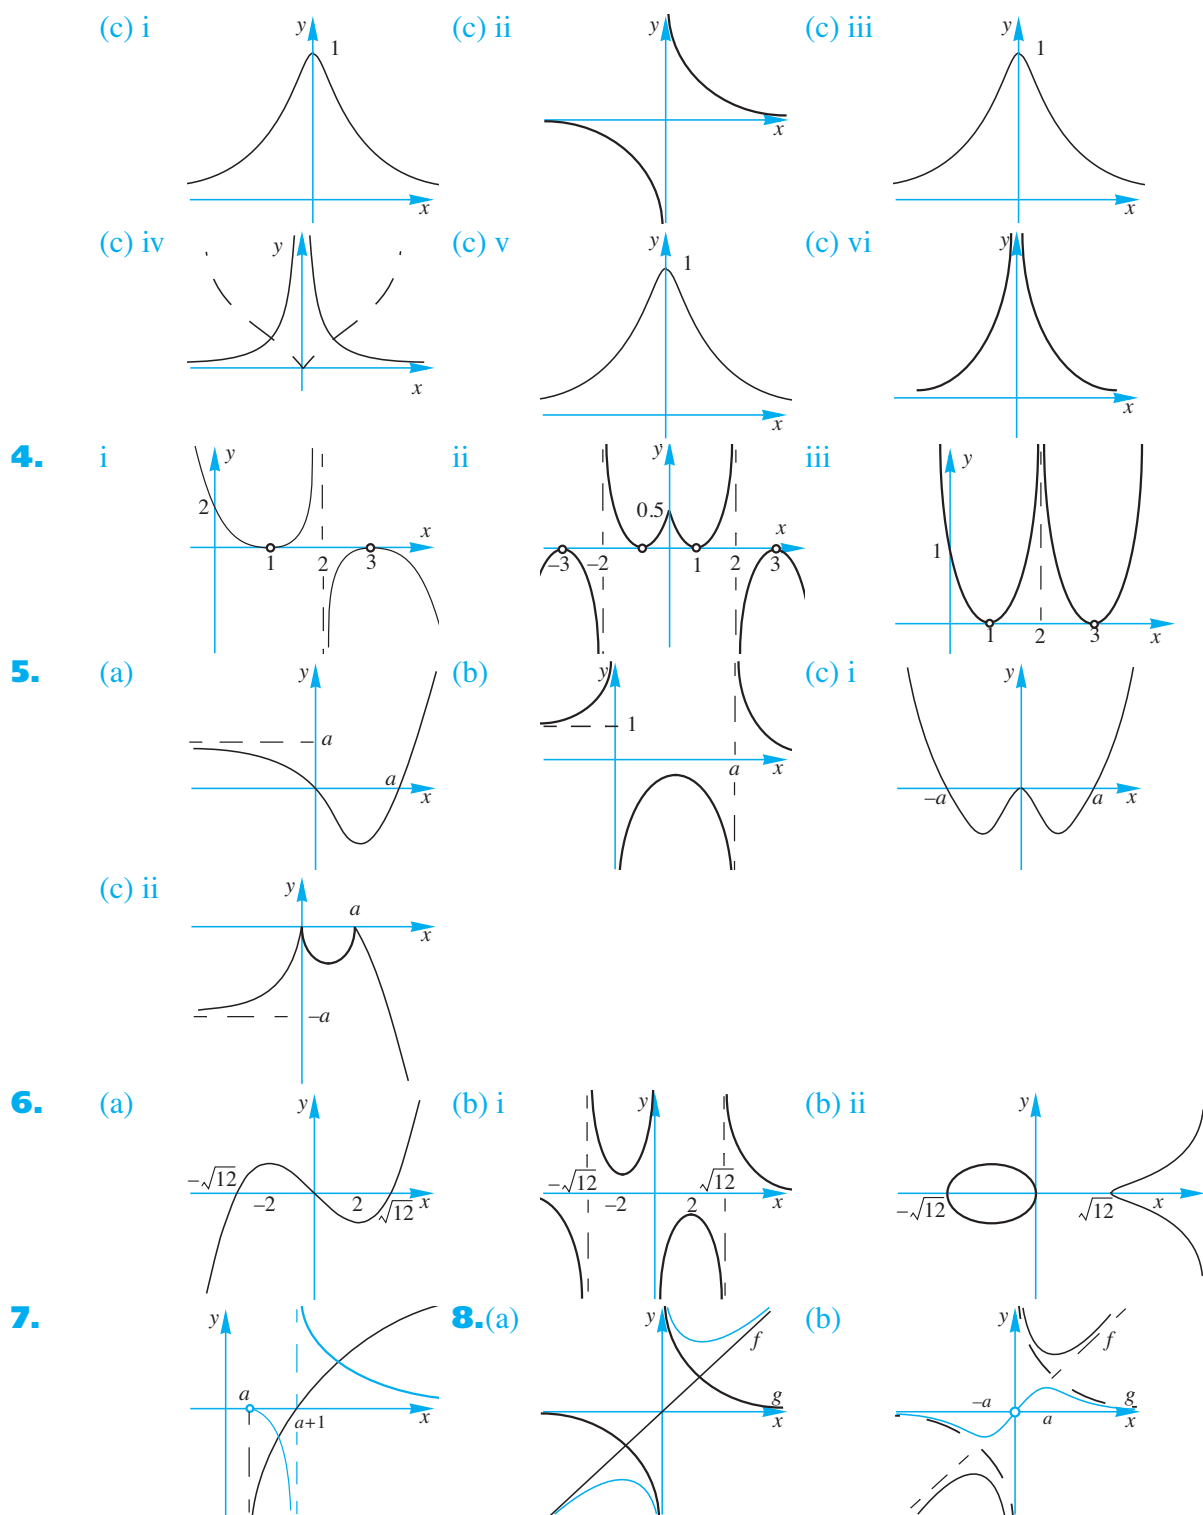 (c) i y 1 x (c) ii y x (c) iii y 1 x
(c) iv y x (c) v y 1 x (c) vi y x
4. i y 2 x 1 2 3 ii y 0.5 x –3 –2 1 2 3 iii y 1 1 2 3 x
5. (a) y a a x (b) y 1 a x (c) i y –a a x
(c) ii y a x –a
6. (a) y –√12 –2 2 √12 x (b) i y –√12 –2 2 √12 x (b) ii y –√12 √12 x
7. y a a+1 x 8.(a) y f g x (b) y f –a a g x